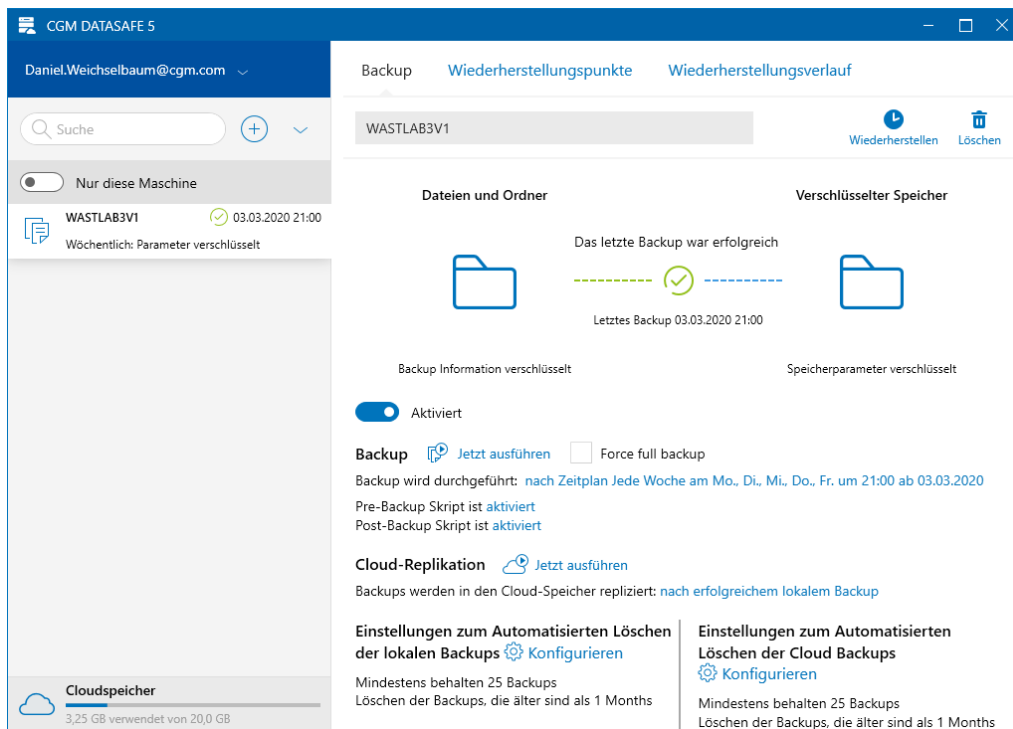 CGM DATASAFE 5
Daniel.Weichselbaum@cgm.com
Suche
Nur diese Maschine
WASTLAB3V1 03.03.2020 21:00
Wöchentlich: Parameter verschlüsselt
Cloudspeicher
3,25 GB verwendet von 20,0 GB
Backup Wiederherstellungspunkte Wiederherstellungsverlauf
WASTLAB3V1
Wiederherstellen Löschen
Dateien und Ordner Verschlüsselter Speicher
Das letzte Backup war erfolgreich
Letztes Backup 03.03.2020 21:00
Backup Information verschlüsselt Speicherparameter verschlüsselt
Aktiviert
Backup Jetzt ausführen Force full backup
Backup wird durchgeführt: nach Zeitplan Jede Woche am Mo., Di., Mi., Do., Fr. um 21:00 ab 03.03.2020
Pre-Backup Skript ist aktiviert
Post-Backup Skript ist aktiviert
Cloud-Replikation Jetzt ausführen
Backups werden in den Cloud-Speicher repliziert: nach erfolgreichem lokalem Backup
Einstellungen zum Automatisierten Löschen
der lokalen Backups Konfigurieren
Mindestens behalten 25 Backups
Löschen der Backups, die älter sind als 1 Months
Einstellungen zum Automatisierten
Löschen der Cloud Backups
Konfigurieren
Mindestens behalten 25 Backups
Löschen der Backups, die älter sind als 1 Months